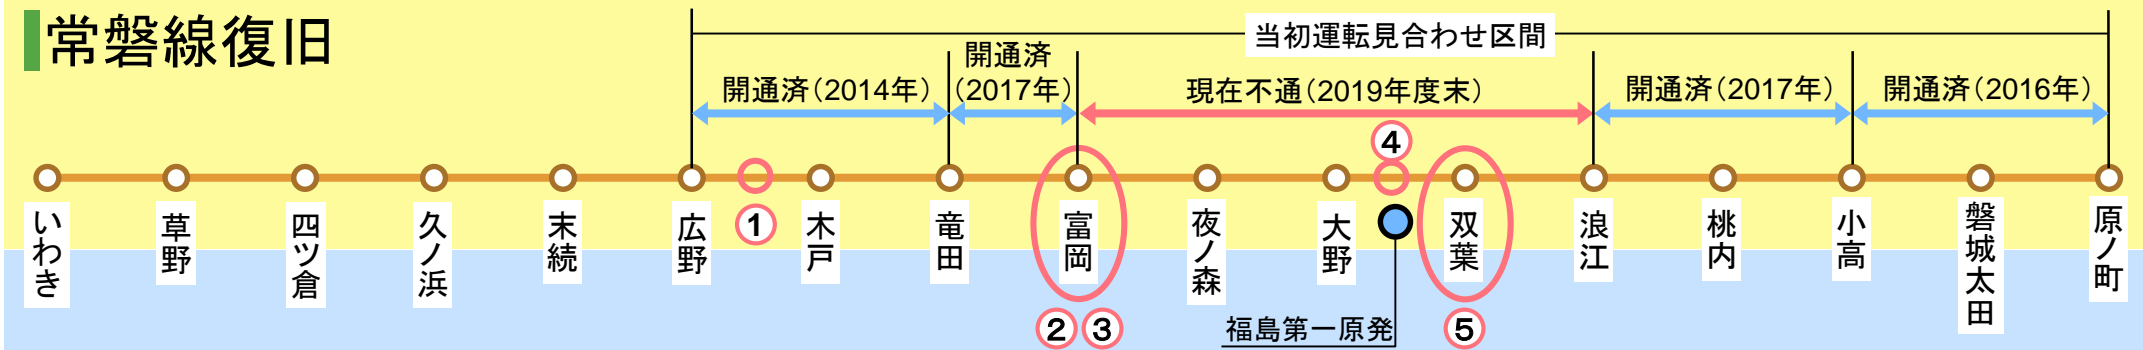 常磐線復旧
当初運転見合わせ区間
開通済(2014年)
開通済
(2017年)
現在不通(2019年度末)
開通済(2017年)
開通済(2016年)
④
いわき
草野
四ツ倉
久ノ浜
末続
広野
①
木戸
竜田
富岡
夜ノ森
大野
双葉
浪江
桃内
小高
磐城太田
原ノ町
②
③
福島第一原発
⑤